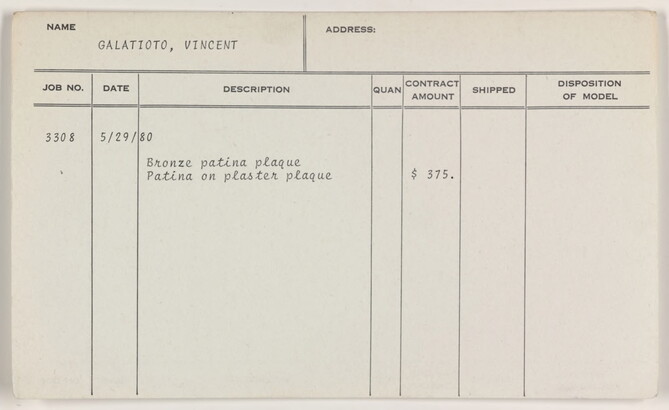 NAME
GALATIOTO, VINCENT
ADDRESS:
JOB NO. DATE DESCRIPTION QUAN CONTRACT AMOUNT SHIPPED DISPOSITION OF MODEL
3308 5/29/80
Bronze patina plaque
Patina on plaster plaque $ 375.